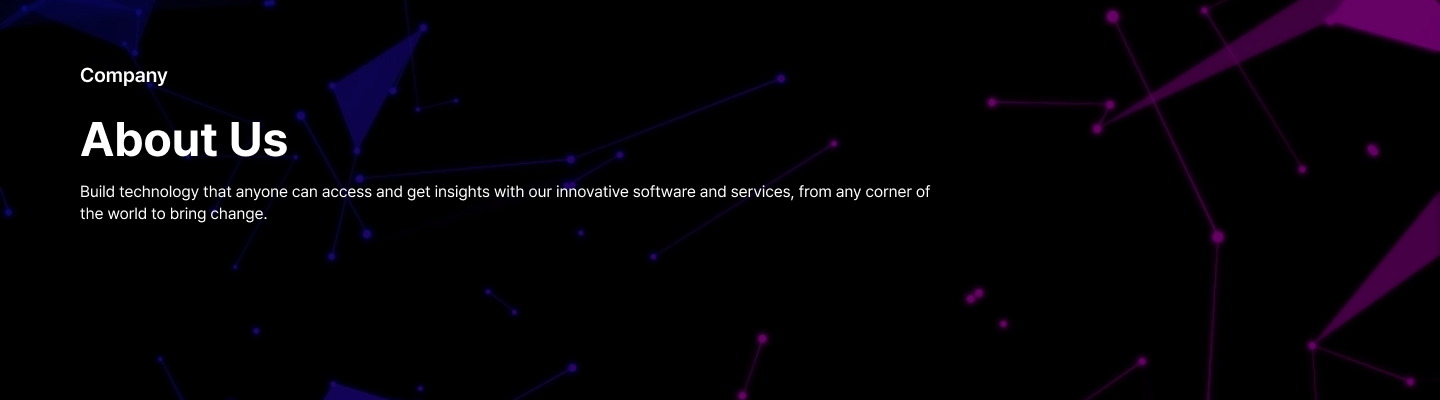 Company
About Us
Build technology that anyone can access and get insights with our innovative software and services, from any corner of
the world to bring change.